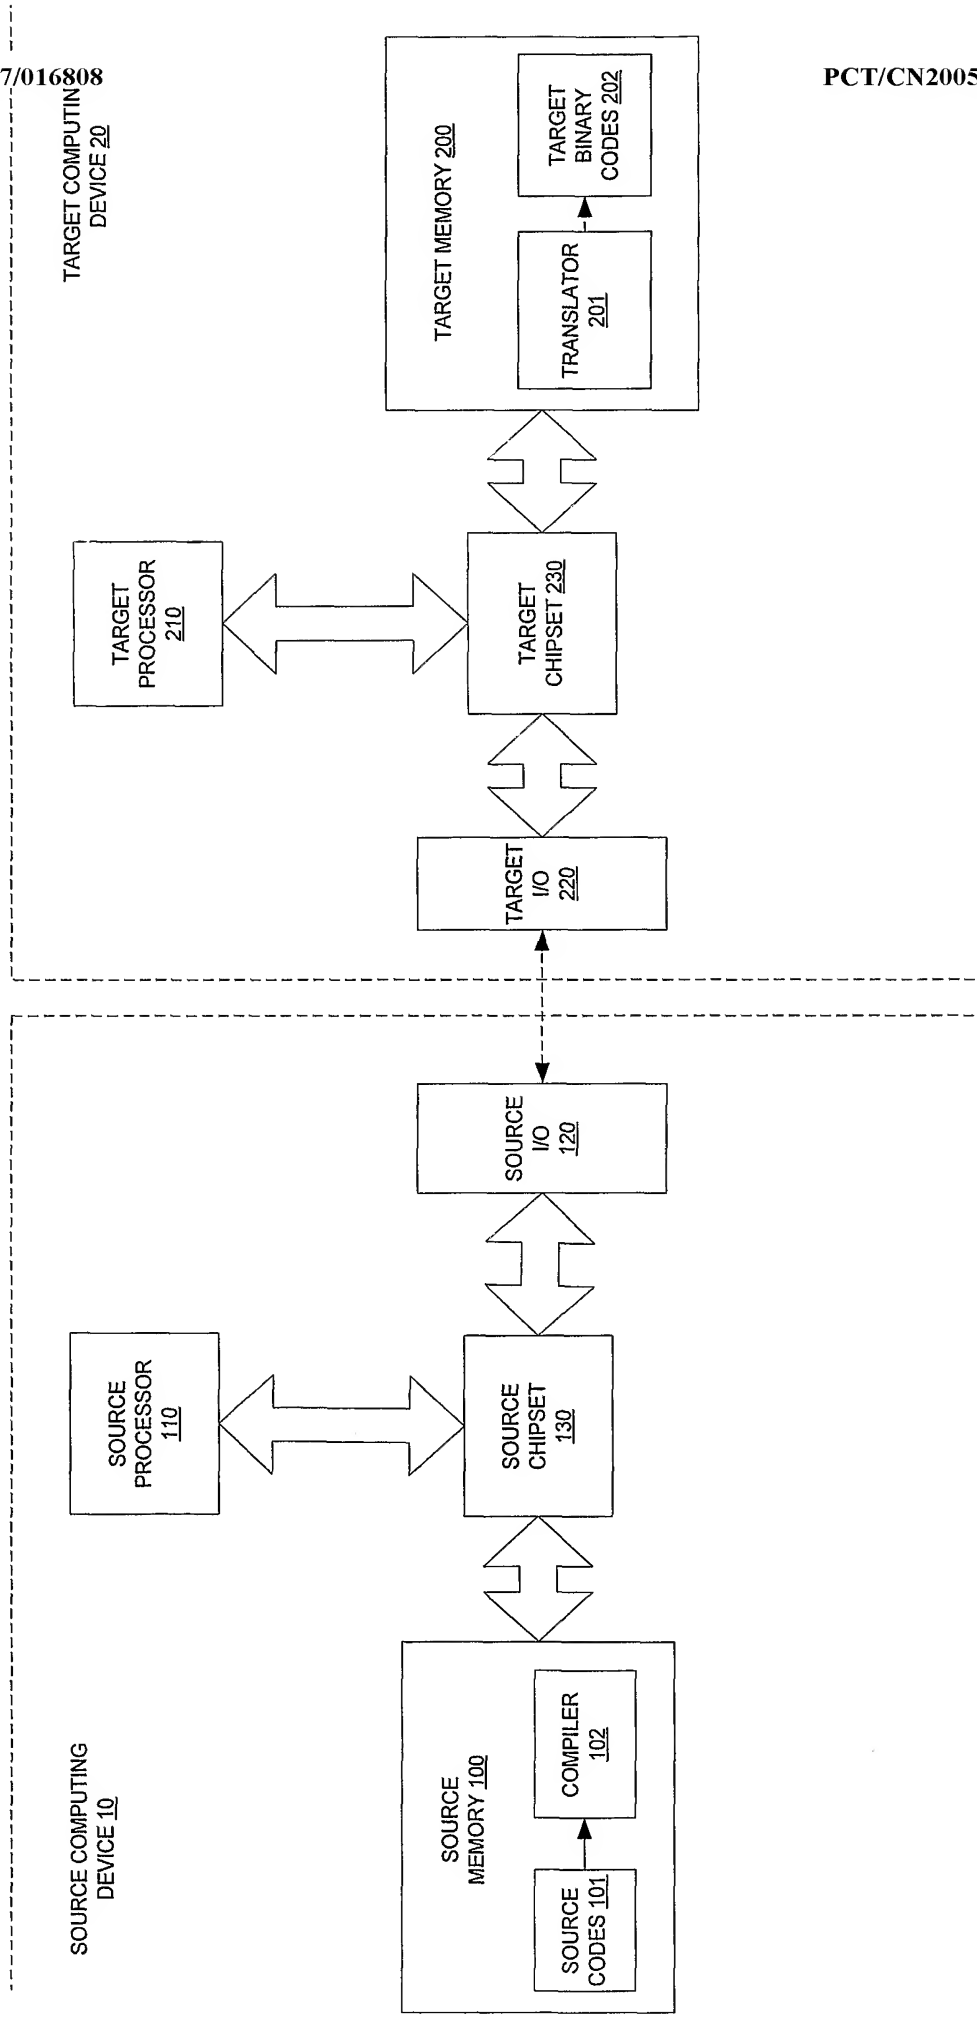 7/016808
PCT/CN2005
SOURCE COMPUTING
DEVICE 10
SOURCE
MEMORY 100
SOURCE
CODES 101
COMPILER
102
SOURCE
PROCESSOR
110
SOURCE
CHIPSET
130
SOURCE
I/O
120
TARGET COMPUTIN
DEVICE 20
TARGET
I/O
220
TARGET
PROCESSOR
210
TARGET
CHIPSET 230
TARGET MEMORY 200
TRANSLATOR
201
TARGET
BINARY
CODES 202